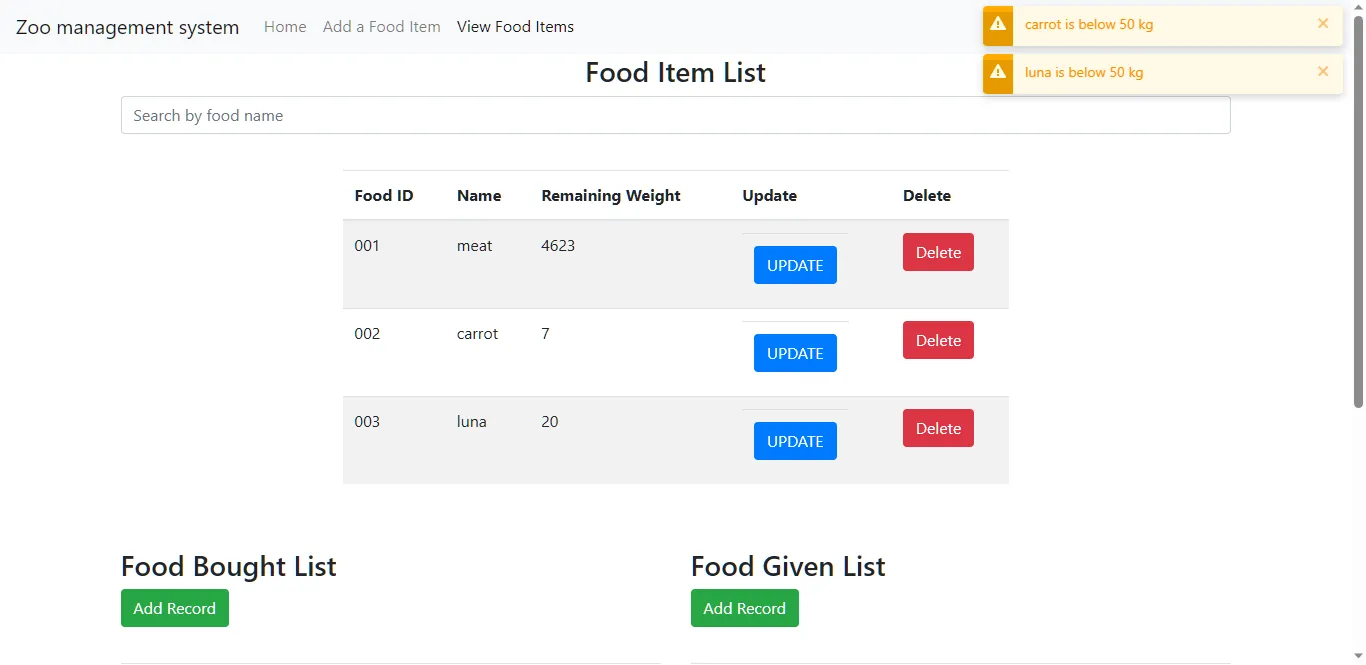 Zoo management system Home Add a Food Item View Food Items
carrot is below 50 kg ×
luna is below 50 kg ×
Food Item List
Search by food name
Food ID Name Remaining Weight Update Delete
001 meat 4623 UPDATE Delete
002 carrot 7 UPDATE Delete
003 luna 20 UPDATE Delete
Food Bought List Food Given List
Add Record Add Record